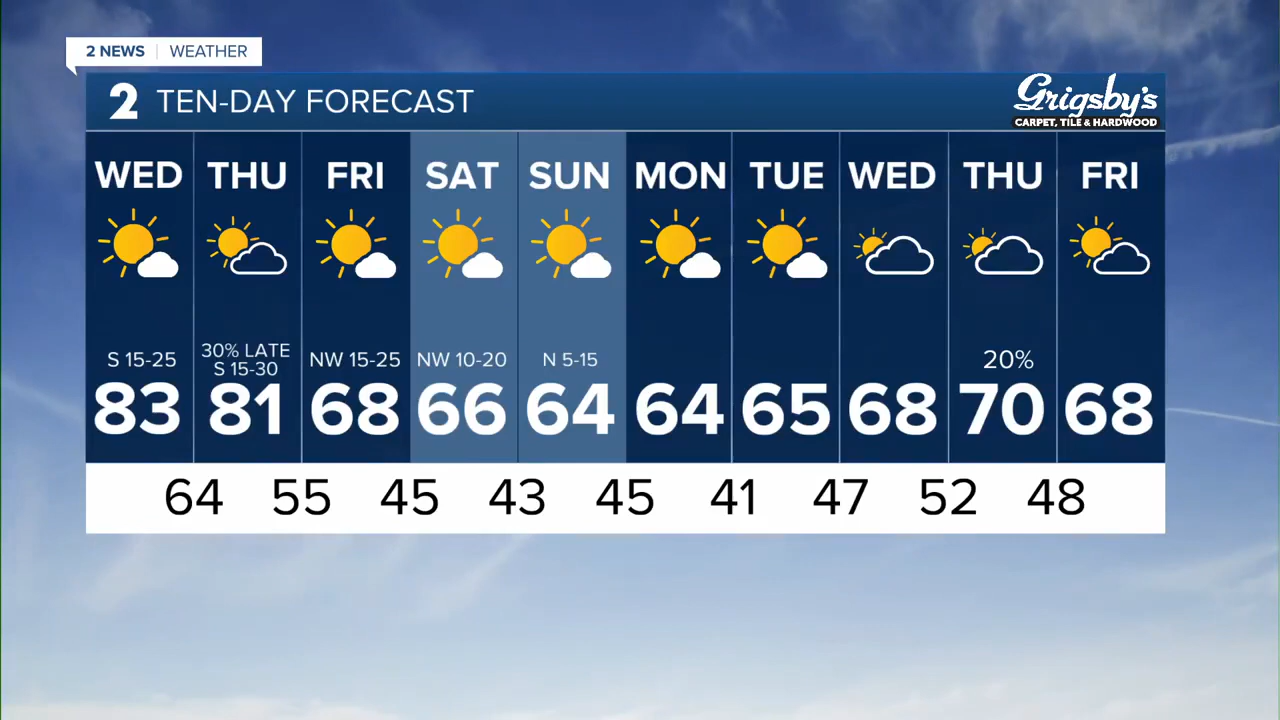 2 NEWS | WEATHER
2 TEN-DAY FORECAST
Grigsby's
CARPET, TILE & HARDWOOD
WED THU FRI SAT SUN MON TUE WED THU FRI
S 15-25 30% LATE NW 15-25 NW 10-20 N 5-15 20%
S 15-30
83 81 68 66 64 64 65 68 70 68
64 55 45 43 45 41 47 52 48